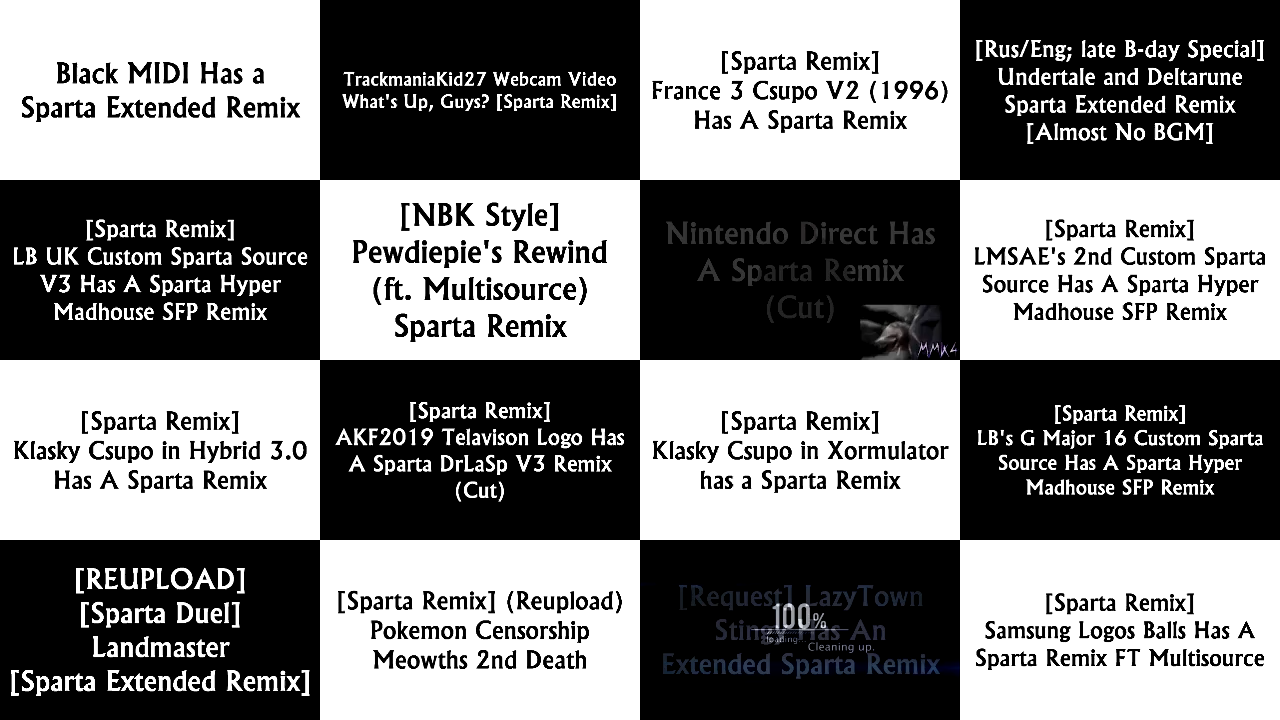 Black MIDI Has a
Sparta Extended Remix
TrackmaniaKid27 Webcam Video
What's Up, Guys? [Sparta Remix]
[Sparta Remix]
France 3 Csupo V2 (1996)
Has A Sparta Remix
[Rus/Eng; late B-day Special]
Undertale and Deltarune
Sparta Extended Remix
[Almost No BGM]
[Sparta Remix]
LB UK Custom Sparta Source
V3 Has A Sparta Hyper
Madhouse SFP Remix
[NBK Style]
Pewdiepie's Rewind
(ft. Multisource)
Sparta Remix
Nintendo Direct Has
A Sparta Remix
(Cut)
MMK4
[Sparta Remix]
LMSAE's 2nd Custom Sparta
Source Has A Sparta Hyper
Madhouse SFP Remix
[Sparta Remix]
Klasky Csupo in Hybrid 3.0
Has A Sparta Remix
[Sparta Remix]
AKF2019 Telavison Logo Has
A Sparta DrLaSp V3 Remix
(Cut)
[Sparta Remix]
Klasky Csupo in Xormulator
has a Sparta Remix
[Sparta Remix]
LB's G Major 16 Custom Sparta
Source Has A Sparta Hyper
Madhouse SFP Remix
[REUPLOAD]
[Sparta Duel]
Landmaster
[Sparta Extended Remix]
[Sparta Remix] (Reupload)
Pokemon Censorship
Meowths 2nd Death
[Request] LazyTown
Has An
Extended Sparta Remix
100%
loading...
Cleaning up.
[Sparta Remix]
Samsung Logos Balls Has A
Sparta Remix FT Multisource